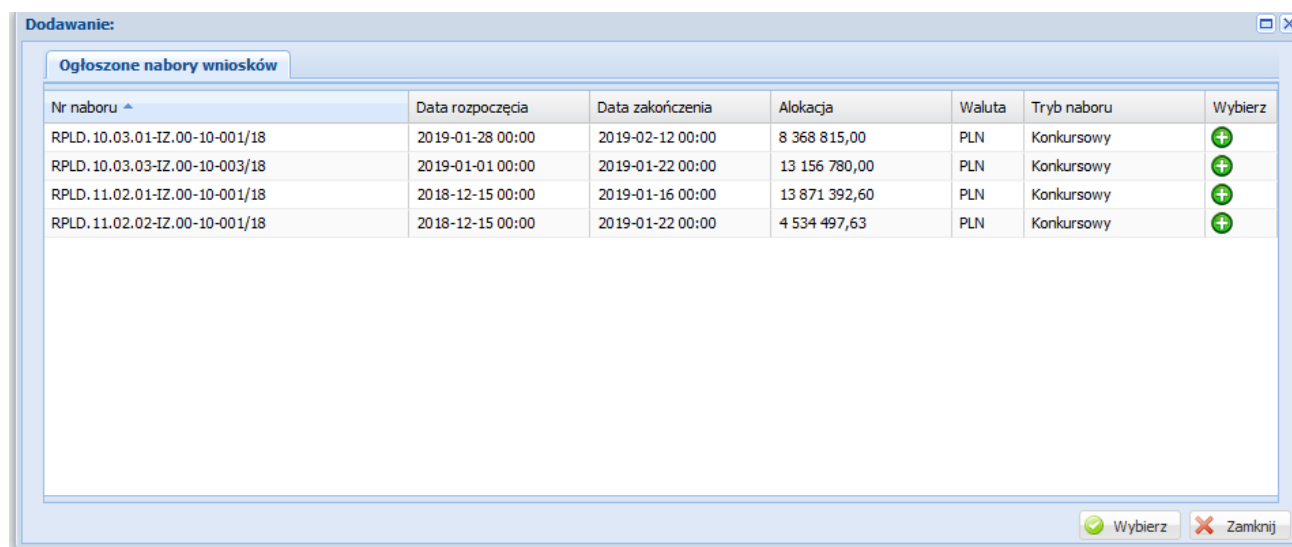 Dodawanie:
Ogłoszone nabory wniosków
Nr naboru Data rozpoczęcia Data zakończenia Alokacja Waluta Tryb naboru Wybierz
RPLD.10.03.01-IZ.00-10-001/18 2019-01-28 00:00 2019-02-12 00:00 8 368 815,00 PLN Konkursowy
RPLD.10.03.03-IZ.00-10-003/18 2019-01-01 00:00 2019-01-22 00:00 13 156 780,00 PLN Konkursowy
RPLD.11.02.01-IZ.00-10-001/18 2018-12-15 00:00 2019-01-16 00:00 13 871 392,60 PLN Konkursowy
RPLD.11.02.02-IZ.00-10-001/18 2018-12-15 00:00 2019-01-22 00:00 4 534 497,63 PLN Konkursowy
Wybierz Zamknij